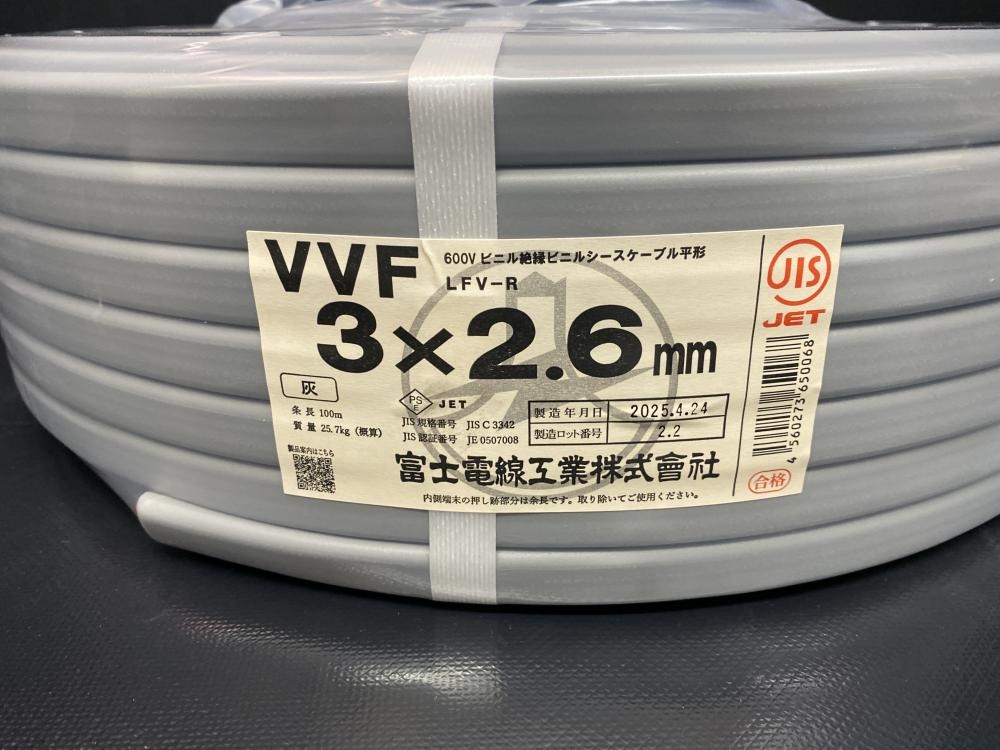 VVF 600V ビニル絶縁ビニルシースケーブル平形
LFV-R
3×2.6mm
灰
条長 100m
質量 25.7kg (概算)
製品案内はこちら
PS
E
JET
JIS 規格番号 JIS C 3342
JIS 認証番号 JE 0507008
製造年月日 2025.4.24
製造ロット番号 2.2
富士電線工業株式會社
内側端末の押し跡部分は余長です。取り除いてご使用ください。
JIS
JET
4560273650068
合格